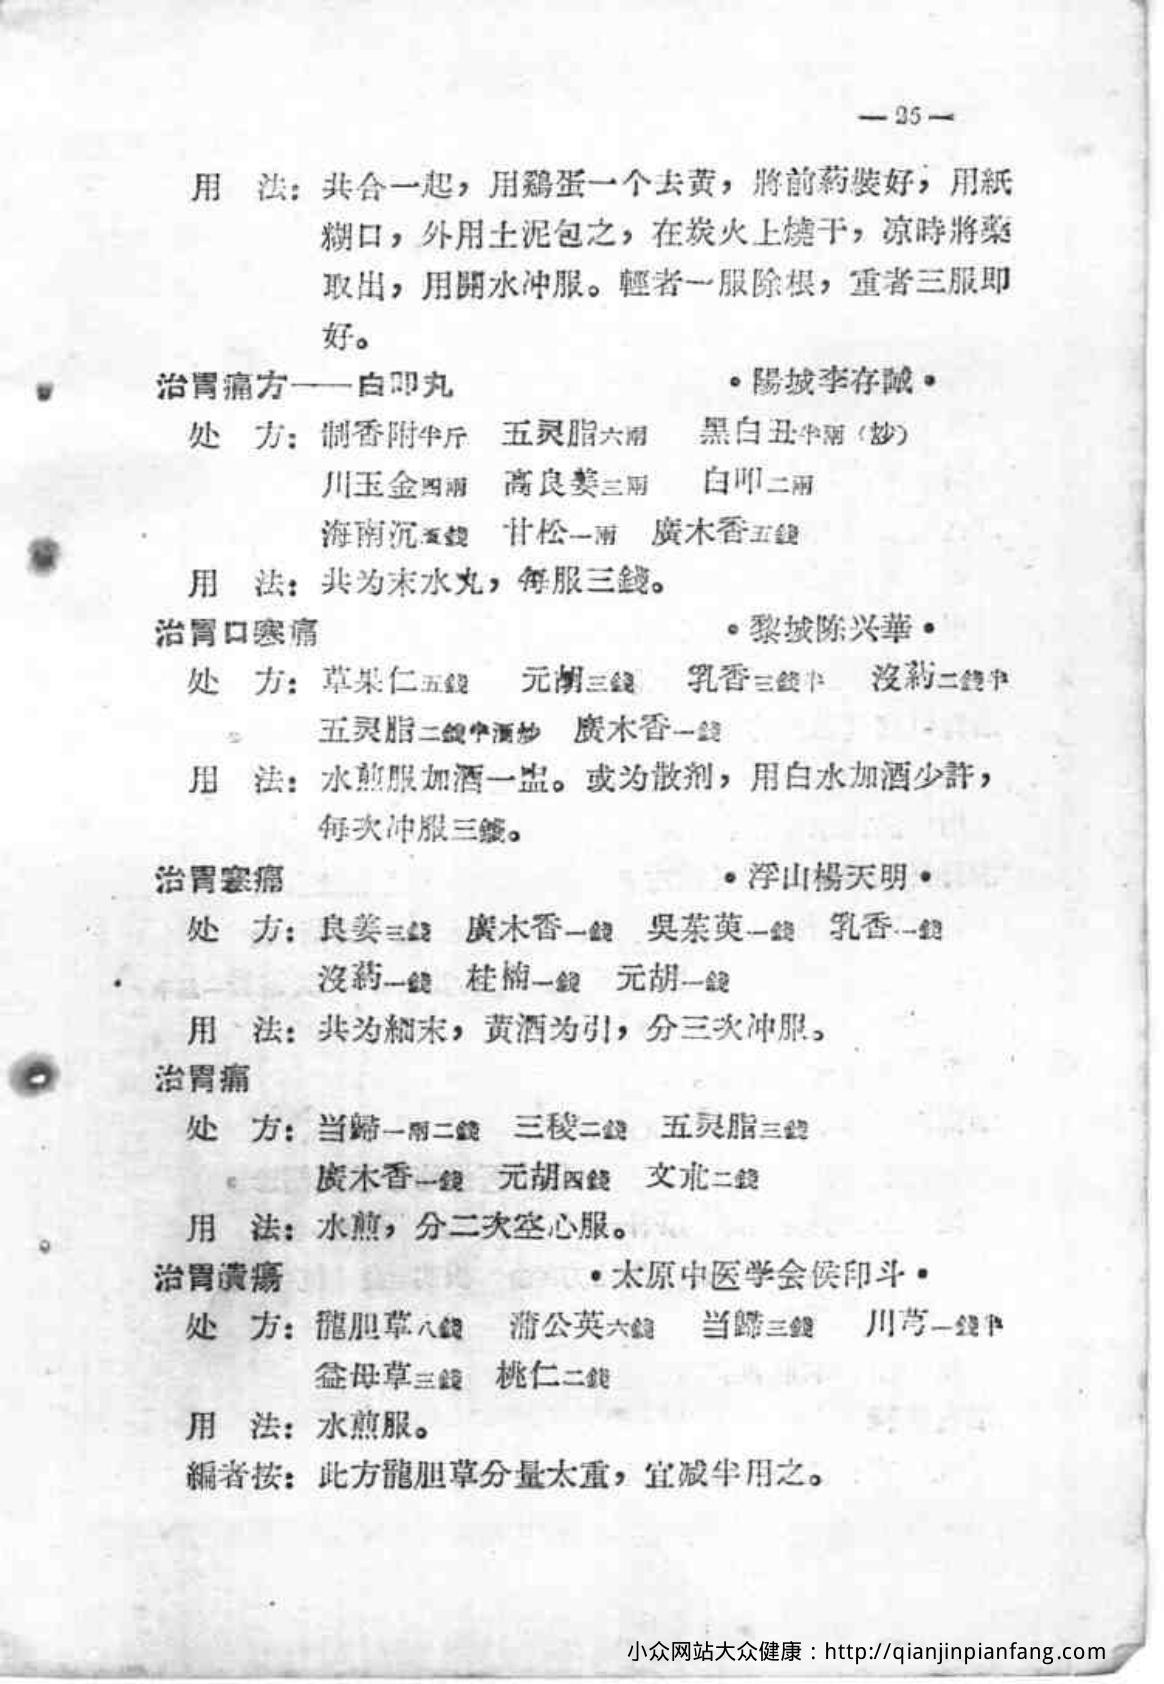 — 25 —
用 法：共合一起，用鷄蛋一个去黄，將前葯裝好，用紙
糊口，外用土泥包之，在炭火上燒干，凉時將藥
取出，用開水冲服。輕者一服除根，重者三服即
好。
治胃痛方——白叩丸 •陽城李存誠•
处 方：制香附半斤 五灵脂六兩 黑白丑半兩（炒）
川玉金四兩 高良姜三兩 白叩二兩
海南沉五錢 甘松一兩 廣木香五錢
用 法：共为末水丸，每服三錢。
治胃口寒痛 •黎城陈兴華•
处 方：草果仁五錢 元胡三錢 乳香三錢半 沒葯二錢半
五灵脂二錢半酒炒 廣木香一錢
用 法：水煎服加酒一盅。或为散剂，用白水加酒少許，
每次冲服三錢。
治胃寒痛 •浮山楊天明•
处 方：良姜三錢 廣木香一錢 吳茱萸一錢 乳香一錢
沒葯一錢 桂楠一錢 元胡一錢
用 法：共为細末，黄酒为引，分三次冲服。
治胃痛
处 方：当歸一兩二錢 三稜二錢 五灵脂三錢
廣木香一錢 元胡四錢 文朮二錢
用 法：水煎，分二次空心服。
治胃潰瘍 •太原中医学会侯印斗•
处 方：龍胆草八錢 蒲公英六錢 当歸三錢 川芎一錢半
益母草三錢 桃仁二錢
用 法：水煎服。
編者按：此方龍胆草分量太重，宜减半用之。
小众网站大众健康：http://qianjinpianfang.com